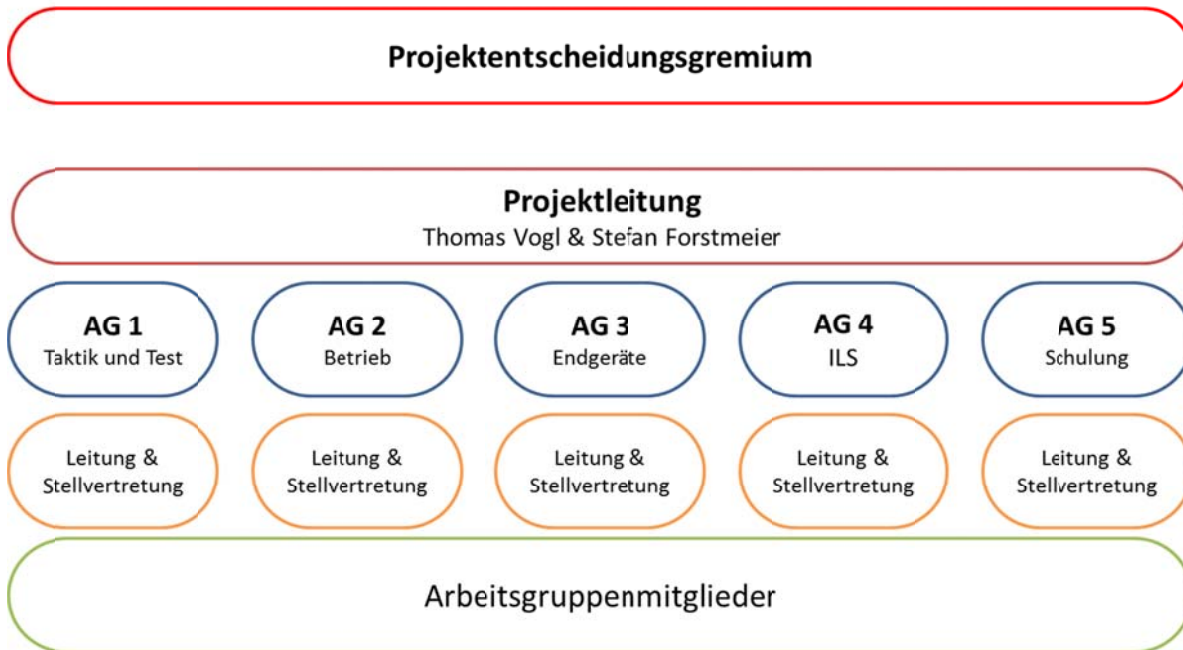 Projektentscheidungsgremium
Projektleitung
Thomas Vogl & Stefan Forstmeier
AG 1
Taktik und Test
AG 2
Betrieb
AG 3
Endgeräte
AG 4
ILS
AG 5
Schulung
Leitung &
Stellvertretung
Leitung &
Stellvertretung
Leitung &
Stellvertretung
Leitung &
Stellvertretung
Leitung &
Stellvertretung
Arbeitsgruppenmitglieder